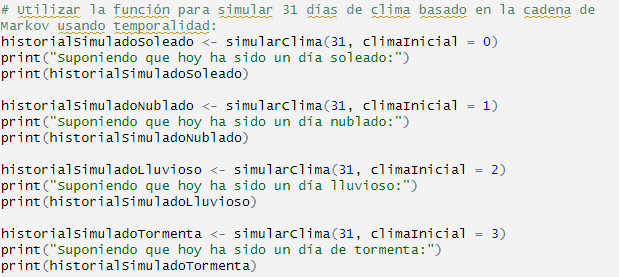 # Utilizar la función para simular 31 días de clima basado en la cadena de
Markov usando temporalidad:
historialSimuladoSoleado <- simularClima(31, climaInicial = 0)
print("Suponiendo que hoy ha sido un día soleado:")
print(historialSimuladoSoleado)

historialSimuladoNublado <- simularClima(31, climaInicial = 1)
print("Suponiendo que hoy ha sido un día nublado:")
print(historialSimuladoNublado)

historialSimuladoLluvioso <- simularClima(31, climaInicial = 2)
print("Suponiendo que hoy ha sido un día lluvioso:")
print(historialSimuladoLluvioso)

historialSimuladoTormenta <- simularClima(31, climaInicial = 3)
print("Suponiendo que hoy ha sido un día de tormenta:")
print(historialSimuladoTormenta)